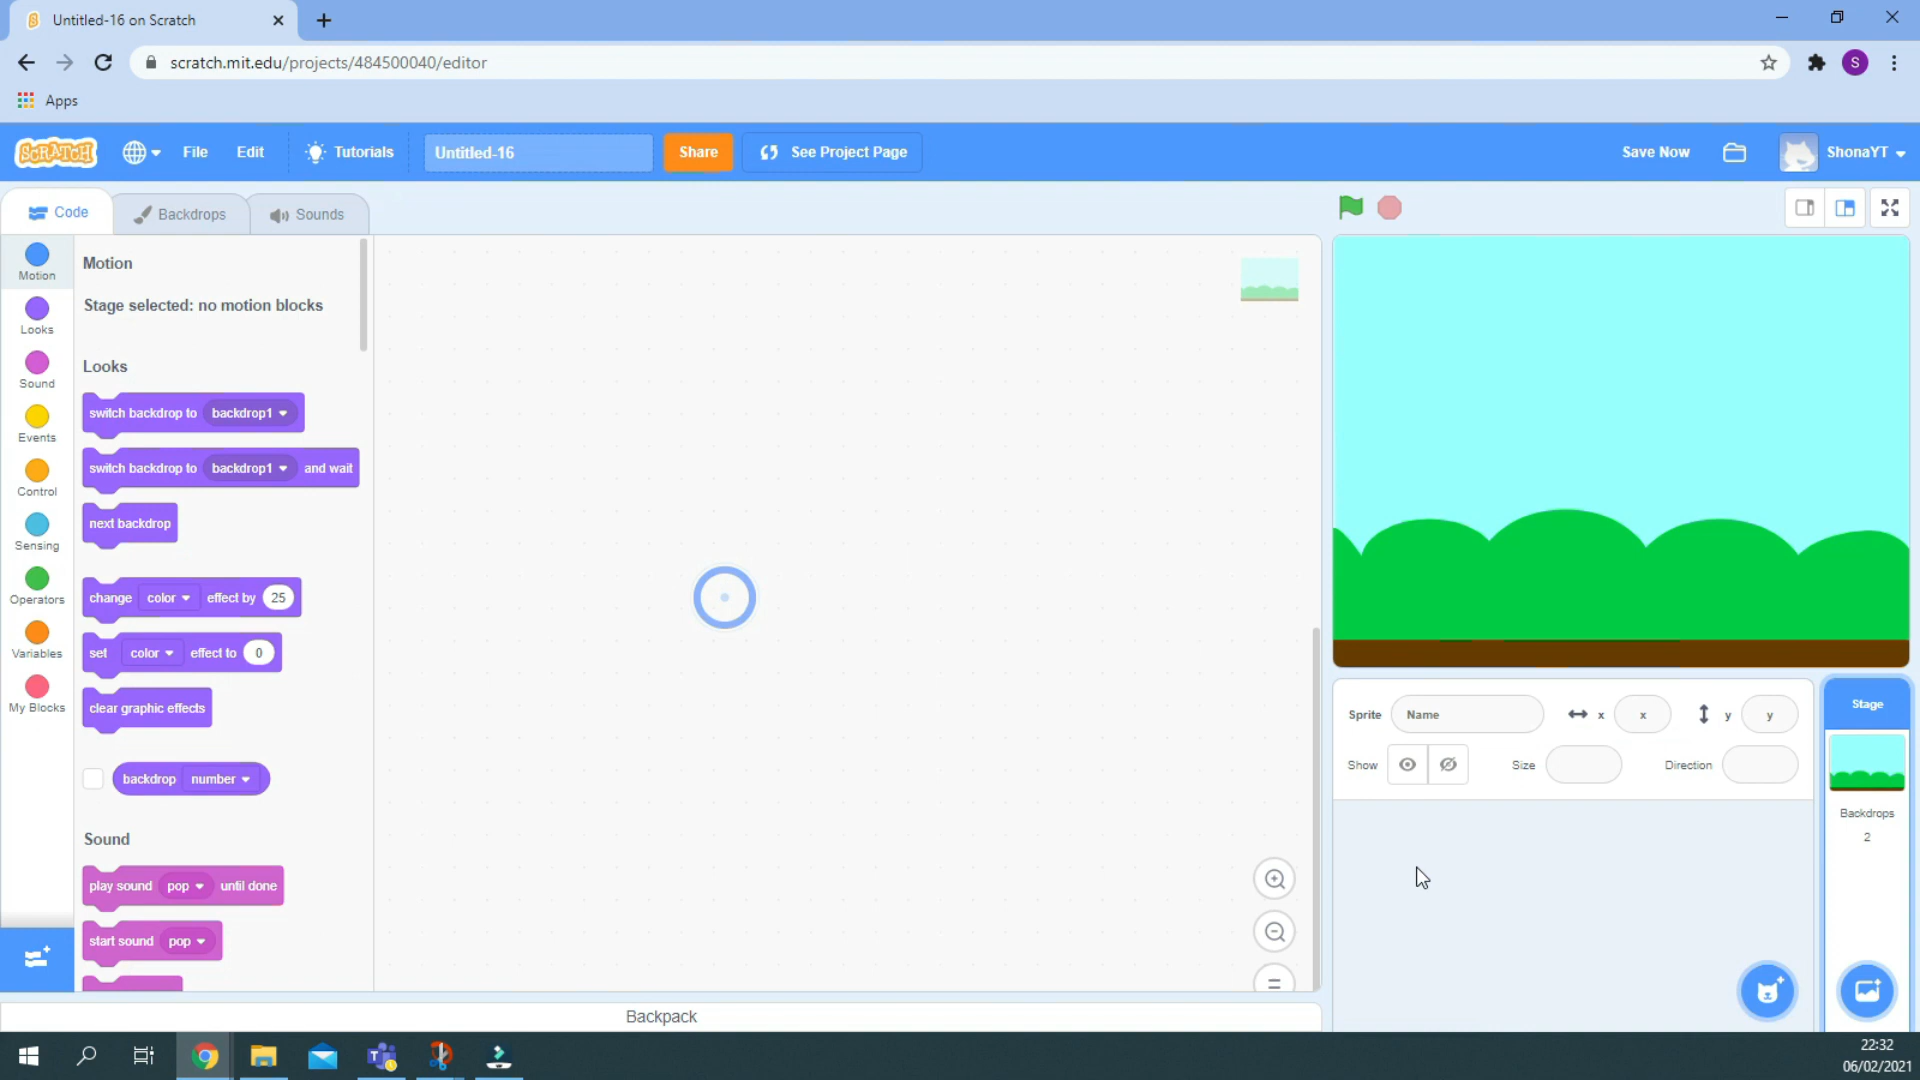 Untitled-16 on Scratch
scratch.mit.edu/projects/484500040/editor
S
Apps
SCRATCH
File
Edit
Tutorials
Untitled-16
Share
See Project Page
Save Now
ShonaYT
Code
Backdrops
Sounds
Motion
Looks
Sound
Events
Control
Sensing
Operators
Variables
My Blocks
Motion
Stage selected: no motion blocks
Looks
switch backdrop to backdrop1
switch backdrop to backdrop1 and wait
next backdrop
change color effect by 25
set color effect to 0
clear graphic effects
backdrop number
Sound
play sound pop until done
start sound pop
Sprite Name x x y y
Show Size Direction
Stage
Backdrops
2
Backpack
22:32
06/02/2021